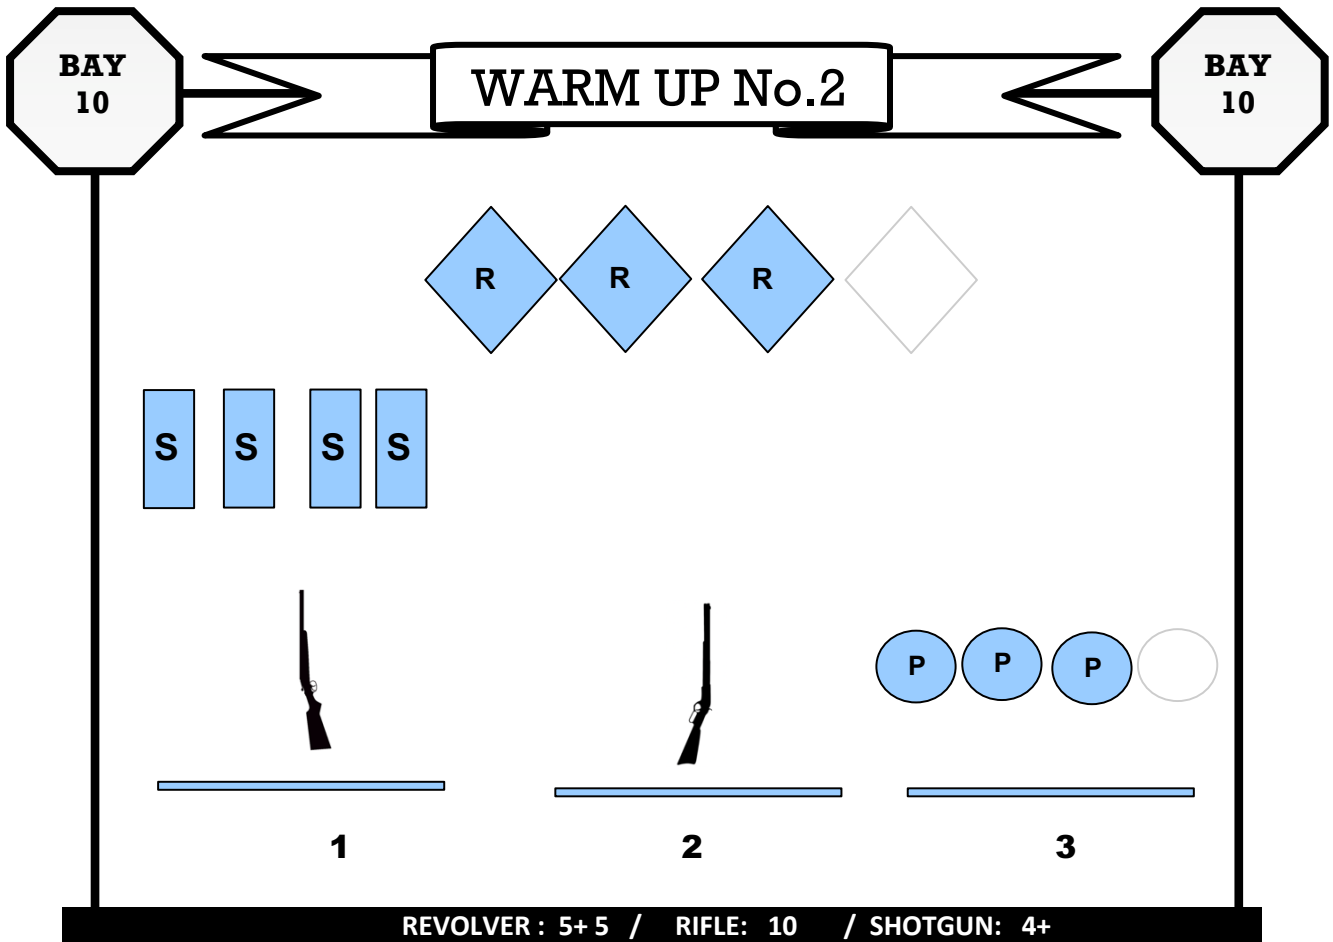 BAY
10
WARM UP No.2
BAY
10
R R R
S S S S
P P P
1 2 3
REVOLVER : 5+ 5 / RIFLE: 10 / SHOTGUN: 4+